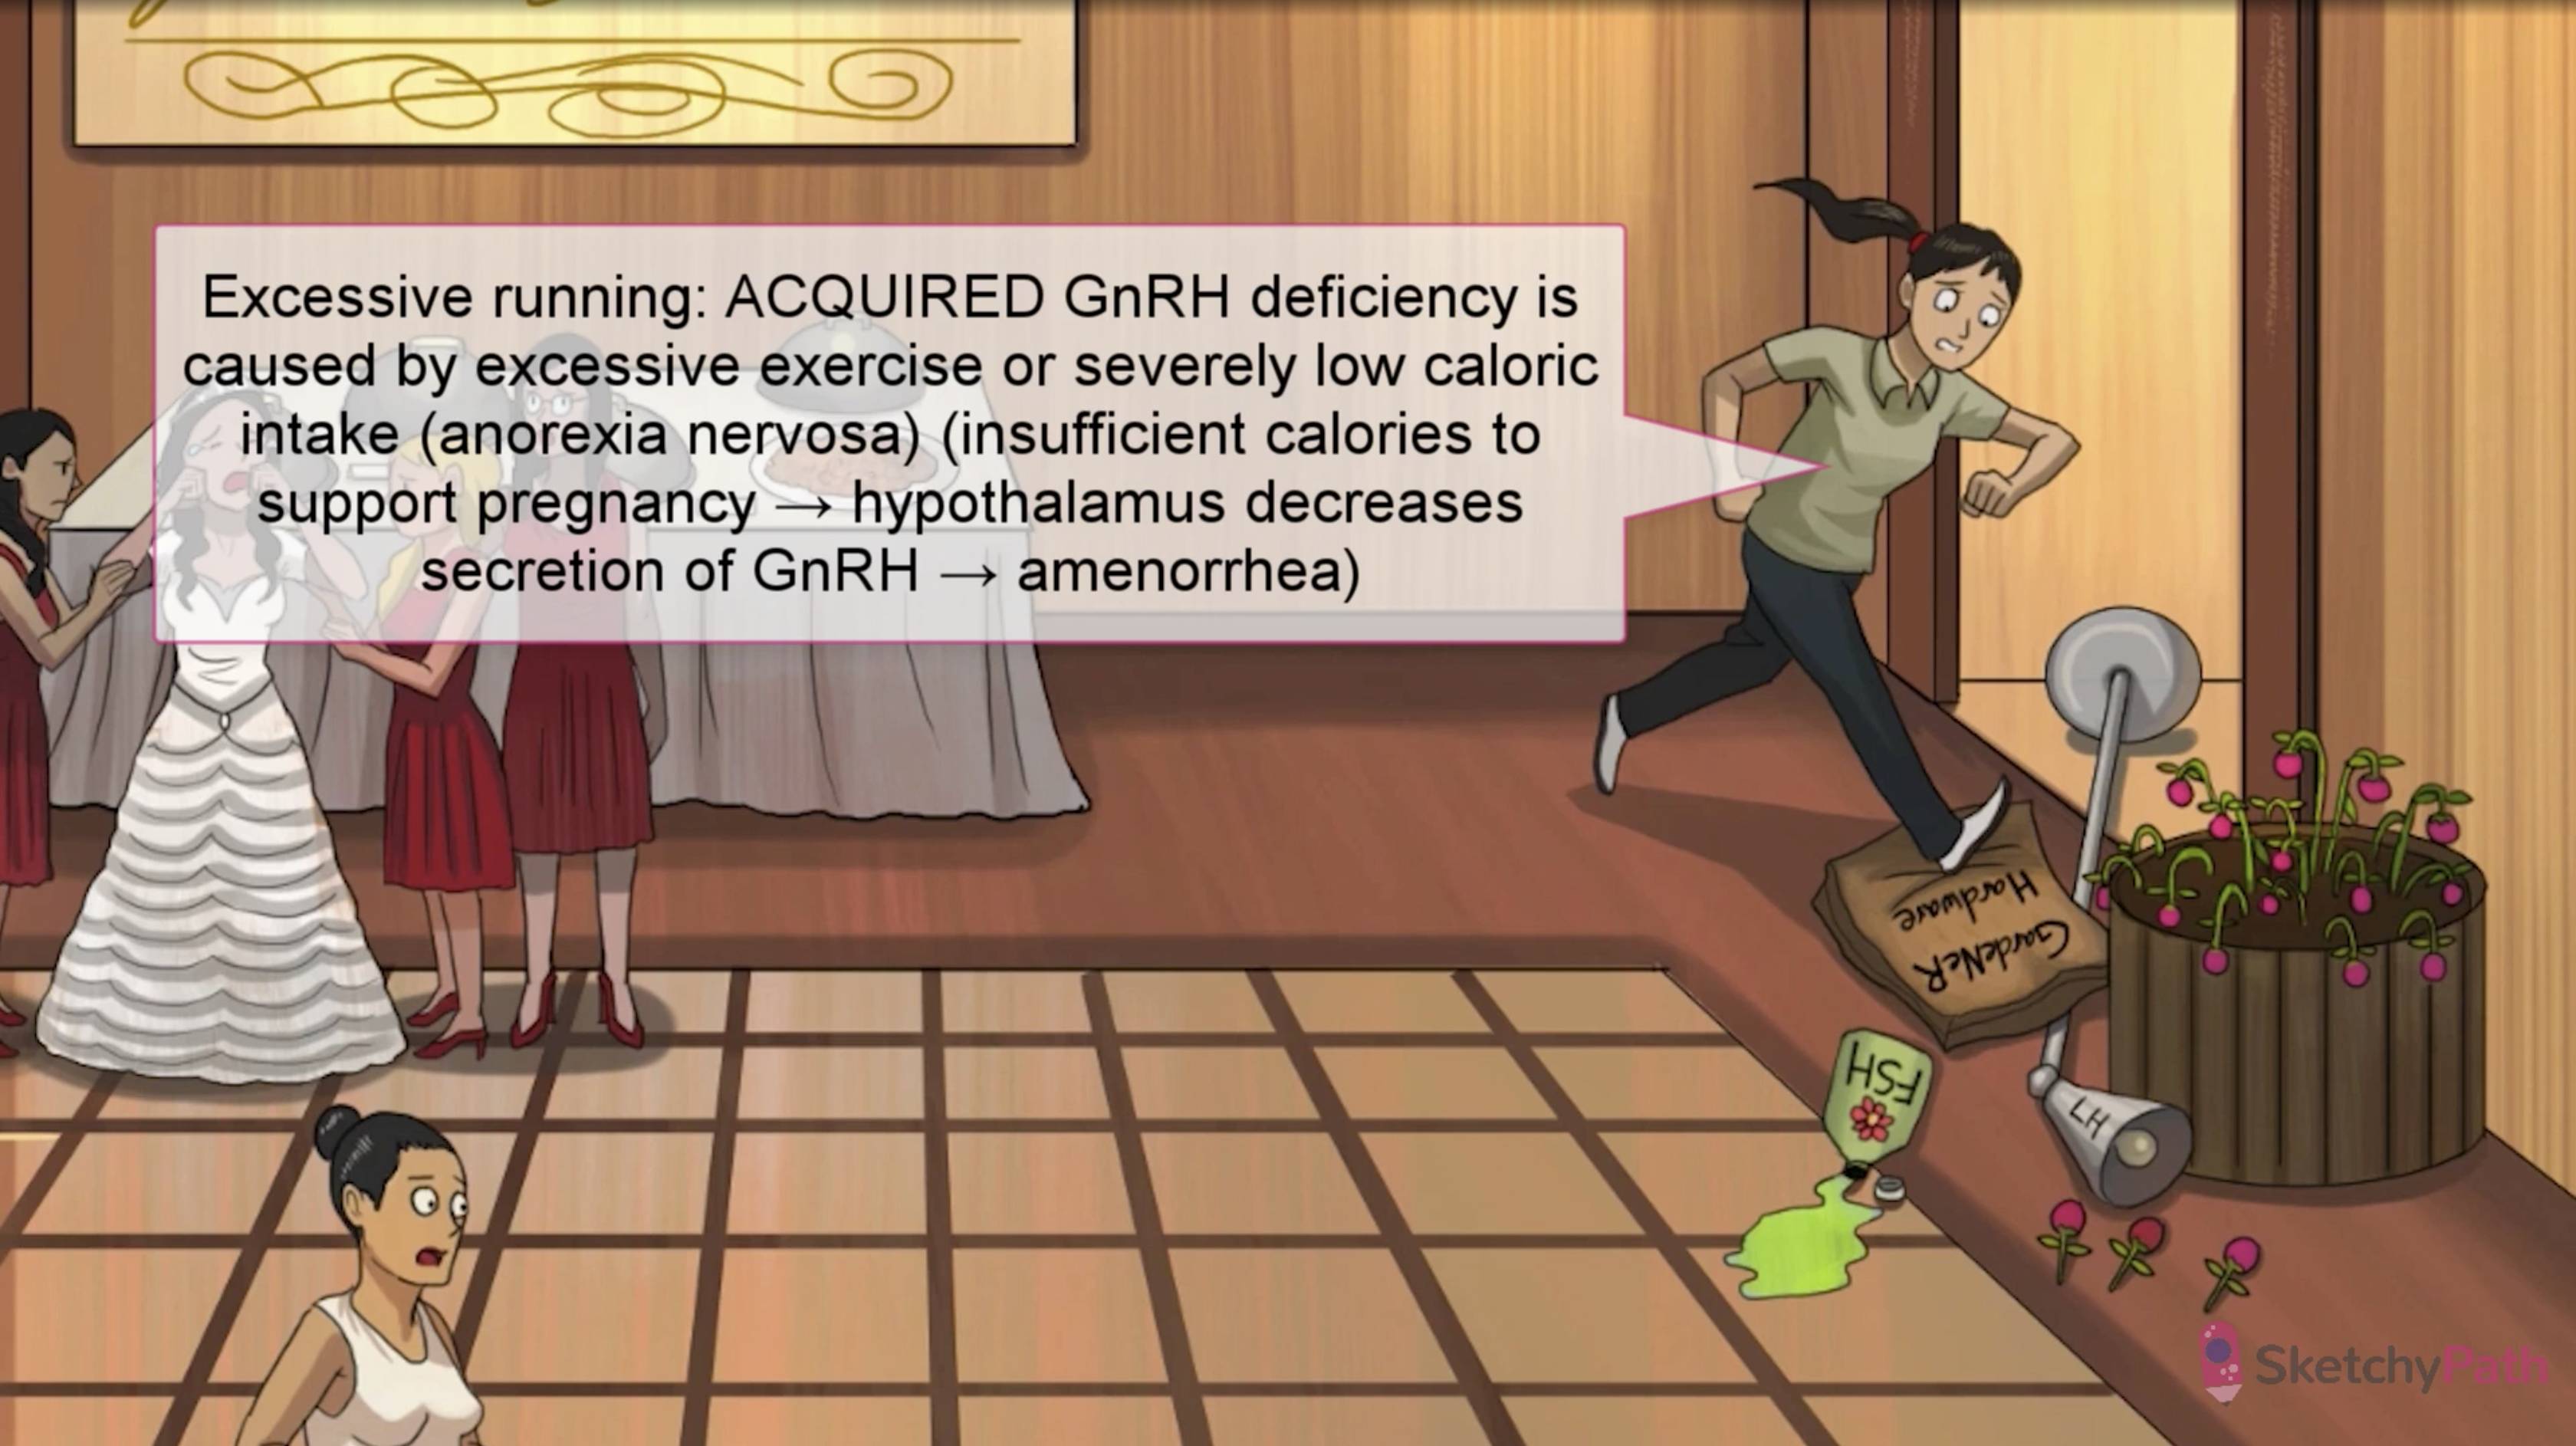 Excessive running: ACQUIRED GnRH deficiency is
caused by excessive exercise or severely low caloric
intake (anorexia nervosa) (insufficient calories to
support pregnancy → hypothalamus decreases
secretion of GnRH → amenorrhea)
GardeNeR
Hardware
FSH
LH
SketchyPath